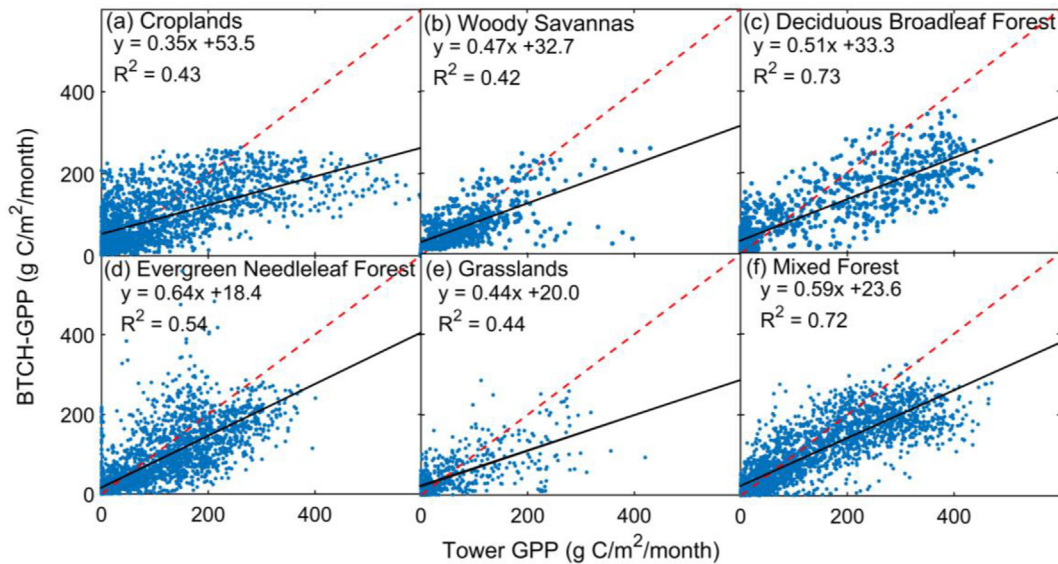 (a) Croplands
y = 0.35x +53.5
R² = 0.43
(b) Woody Savannas
y = 0.47x +32.7
R² = 0.42
(c) Deciduous Broadleaf Forest
y = 0.51x +33.3
R² = 0.73
400
200
0
(d) Evergreen Needleleaf Forest
y = 0.64x +18.4
R² = 0.54
(e) Grasslands
y = 0.44x +20.0
R² = 0.44
(f) Mixed Forest
y = 0.59x +23.6
R² = 0.72
400
200
0
0 200 400 0 200 400 0 200 400
BTCH-GPP (g C/m²/month)
Tower GPP (g C/m²/month)